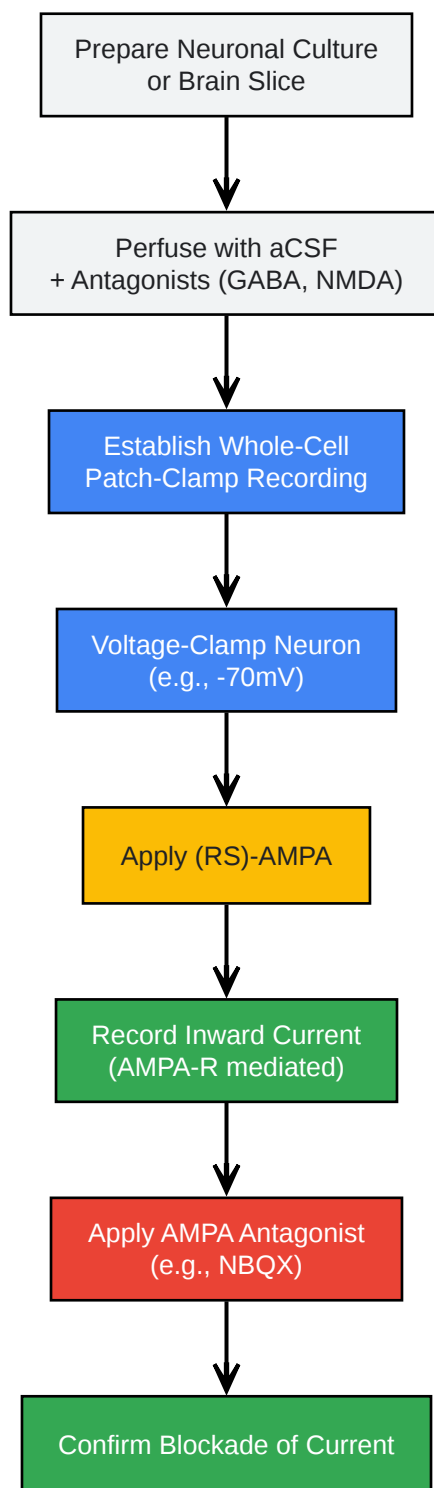 Prepare Neuronal Culture
or Brain Slice
Perfuse with aCSF
+ Antagonists (GABA, NMDA)
Establish Whole-Cell
Patch-Clamp Recording
Voltage-Clamp Neuron
(e.g., -70mV)
Apply (RS)-AMPA
Record Inward Current
(AMPA-R mediated)
Apply AMPA Antagonist
(e.g., NBQX)
Confirm Blockade of Current